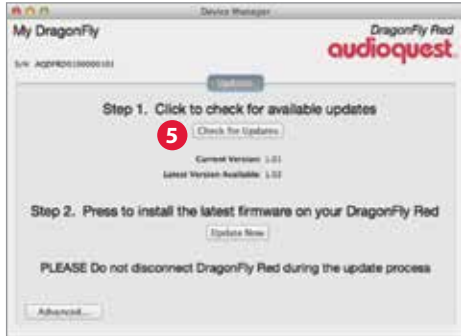 Device Manager
My DragonFly
DragonFly Red
audioquest
S/N: AQDFRD0100000101
Updates
Step 1. Click to check for available updates
5
Check for Updates
Current Version: 1.01
Latest Version Available: 1.02
Step 2. Press to install the latest firmware on your DragonFly Red
Update Now
PLEASE Do not disconnect DragonFly Red during the update process
Advanced...